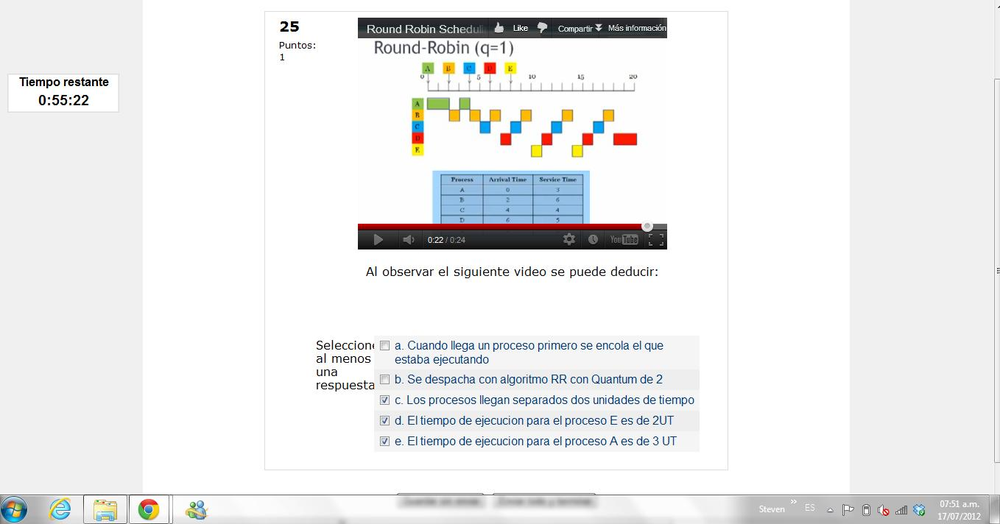 25
Puntos:
1
Tiempo restante
0:55:22
Round Robin Scheduli
Like
Compartir
Más información
Round-Robin (q=1)
A B C D E
0 5 10 15 20
A
B
C
D
E
Process Arrival Time Service Time
A 0 3
B 2 6
C 4 4
D 6 5
0:22 / 0:24
YouTube
Al observar el siguiente video se puede deducir:
Seleccione
al menos
una
respuesta
a. Cuando llega un proceso primero se encola el que
estaba ejecutando
b. Se despacha con algoritmo RR con Quantum de 2
c. Los procesos llegan separados dos unidades de tiempo
d. El tiempo de ejecucion para el proceso E es de 2UT
e. El tiempo de ejecucion para el proceso A es de 3 UT
Steven
ES
07:51 a.m.
17/07/2012